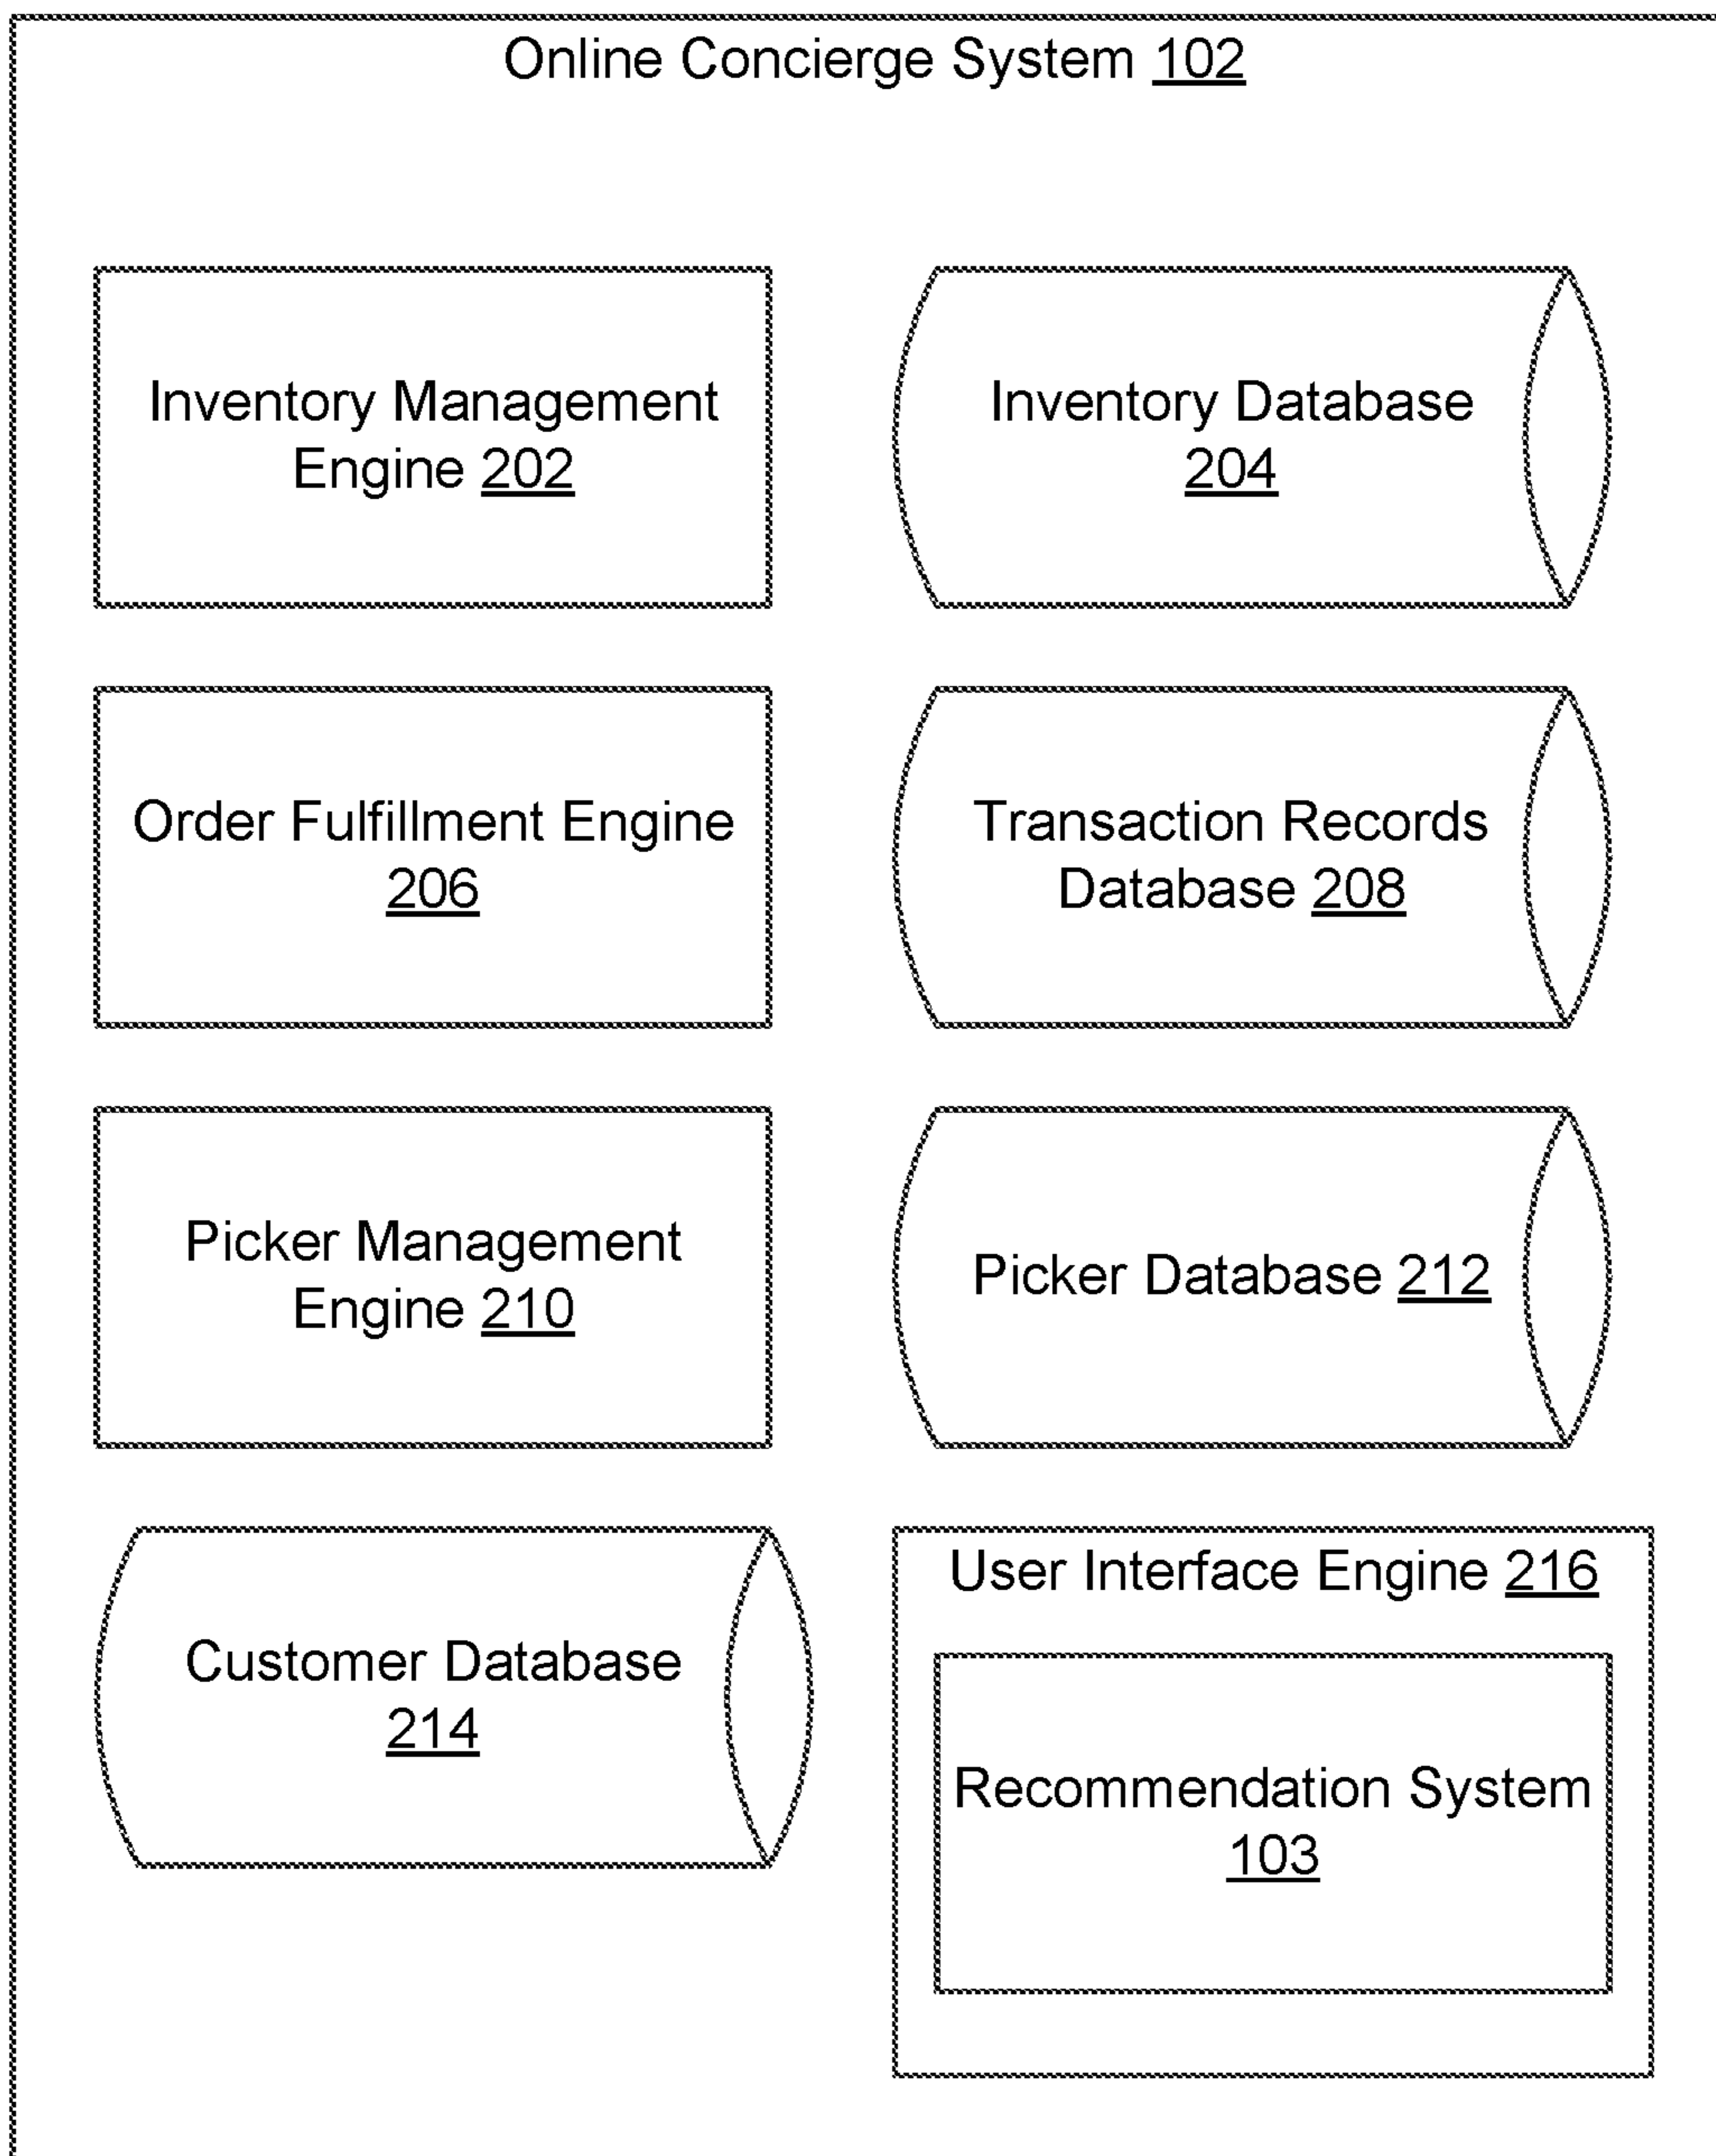 Online Concierge System 102
Inventory Management
Engine 202
Inventory Database
204
Order Fulfillment Engine
206
Transaction Records
Database 208
Picker Management
Engine 210
Picker Database 212
Customer Database
214
User Interface Engine 216
Recommendation System
103